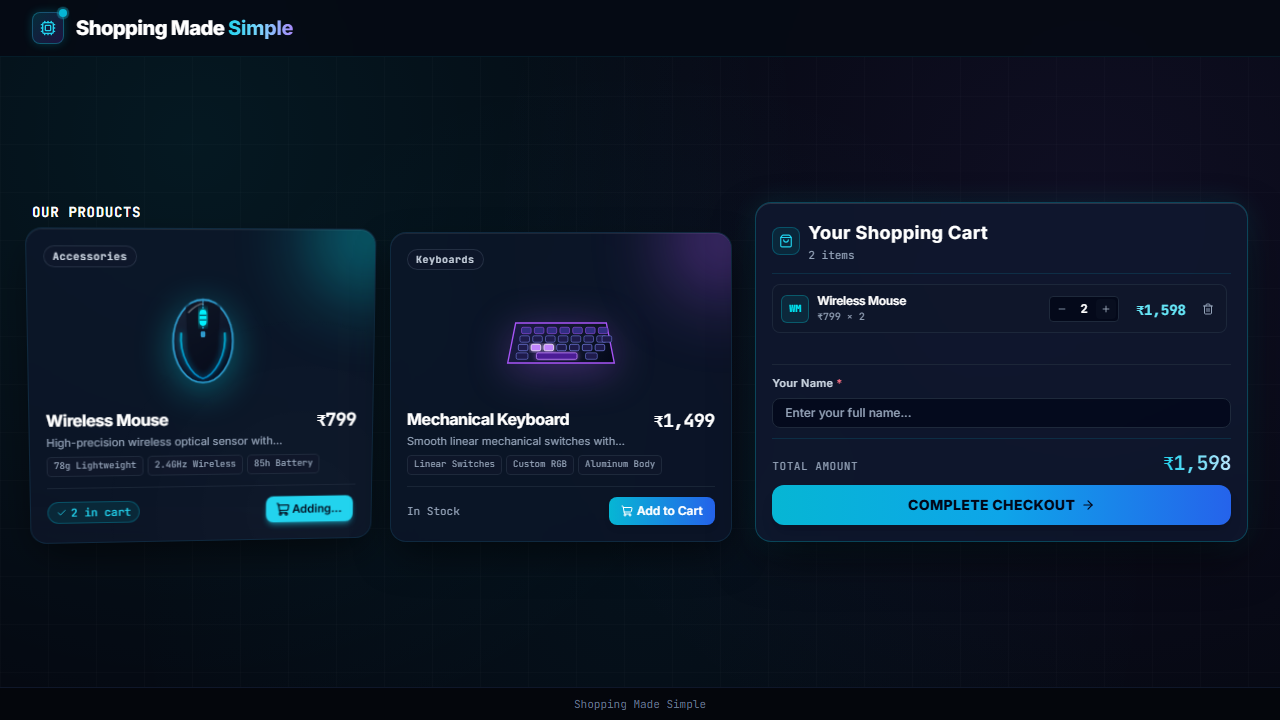 Shopping Made Simple
OUR PRODUCTS
Accessories
Wireless Mouse
₹799
High-precision wireless optical sensor with...
78g Lightweight
2.4GHz Wireless
85h Battery
2 in cart
Adding...
Keyboards
Mechanical Keyboard
₹1,499
Smooth linear mechanical switches with...
Linear Switches
Custom RGB
Aluminum Body
In Stock
Add to Cart
Your Shopping Cart
2 items
WM
Wireless Mouse
₹799 × 2
− 2 +
₹1,598
Your Name *
Enter your full name...
TOTAL AMOUNT
₹1,598
COMPLETE CHECKOUT →
Shopping Made Simple